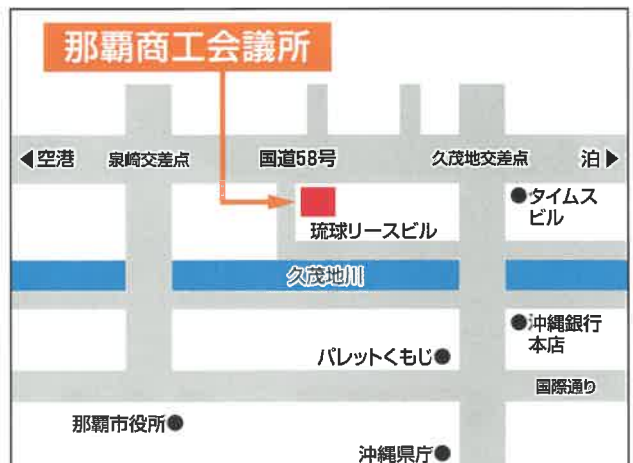 那覇商工会議所
◀空港
泉崎交差点
国道58号
久茂地交差点
泊▶
●タイムス
ビル
琉球リースビル
久茂地川
●沖縄銀行
本店
パレットくもじ●
国際通り
那覇市役所●
沖縄県庁●